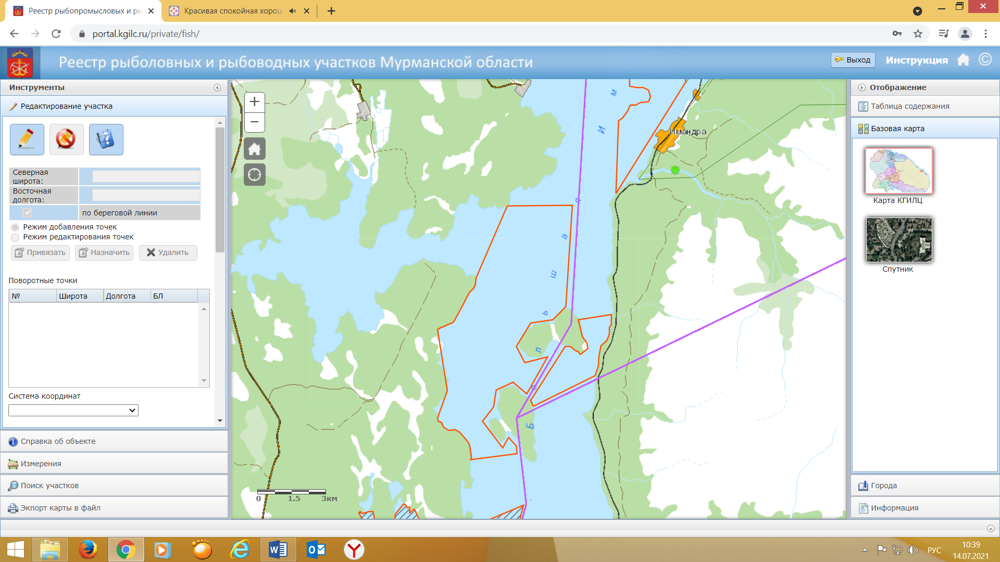 Реестр рыбопромысловых и ры
Красивая спокойная хорош
portal.kgilc.ru/private/fish/
Реестр рыболовных и рыбоводных участков Мурманской области
Выход
Инструкция
Инструменты
Редактирование участка
Северная широта:
Восточная долгота:
по береговой линии
Режим добавления точек
Режим редактирования точек
Привязать
Назначить
Удалить
Поворотные точки
№ Широта Долгота БЛ
Система координат
Справка об объекте
Измерения
Поиск участков
Экпорт карты в файл
+
−
м
И
Имандра
я
а
ш
ь
л
о
Б
0 1.5 3км
Отображение
Таблица содержания
Базовая карта
Карта КГИЛЦ
Спутник
Города
Информация
РУС
10:39
14.07.2021